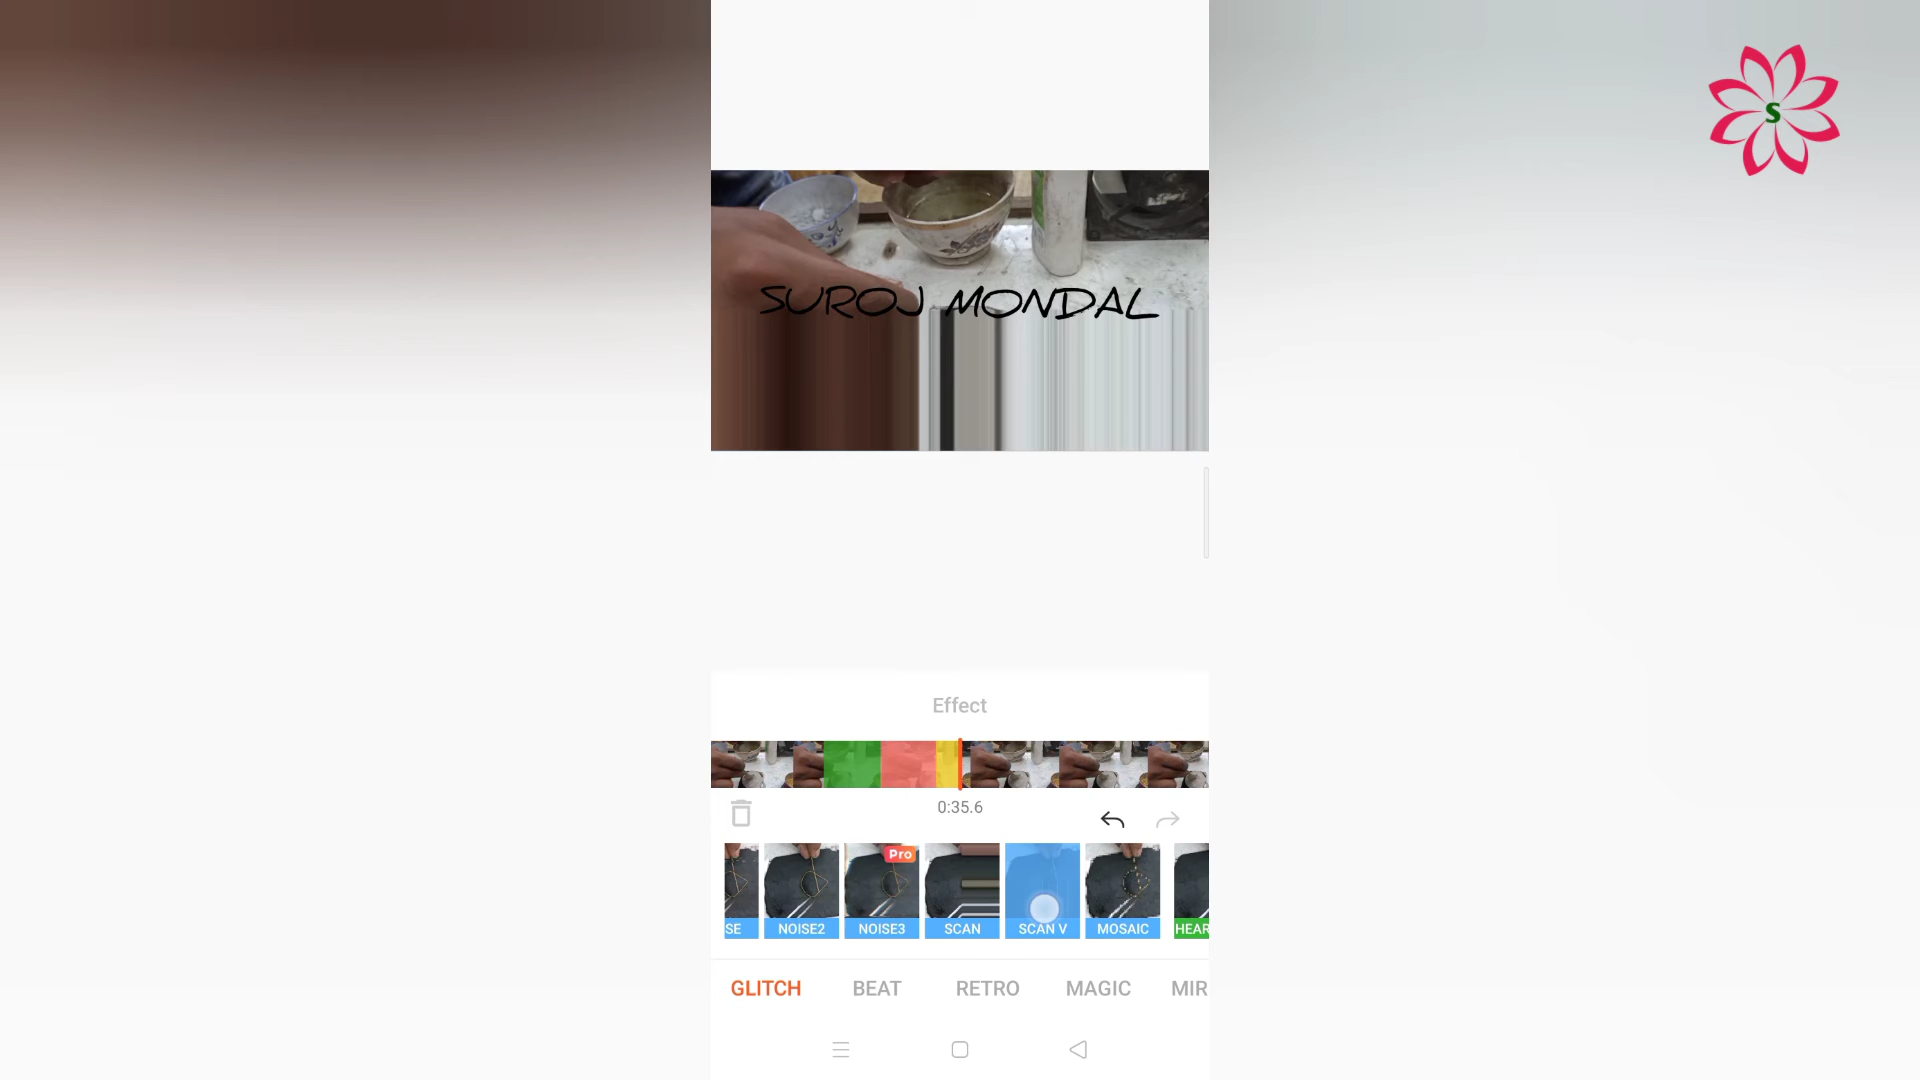 S
SUROJ MONDAL
Effect
0:35.6
Pro
SE NOISE2 NOISE3 SCAN SCAN V MOSAIC HEAR
GLITCH BEAT RETRO MAGIC MIR